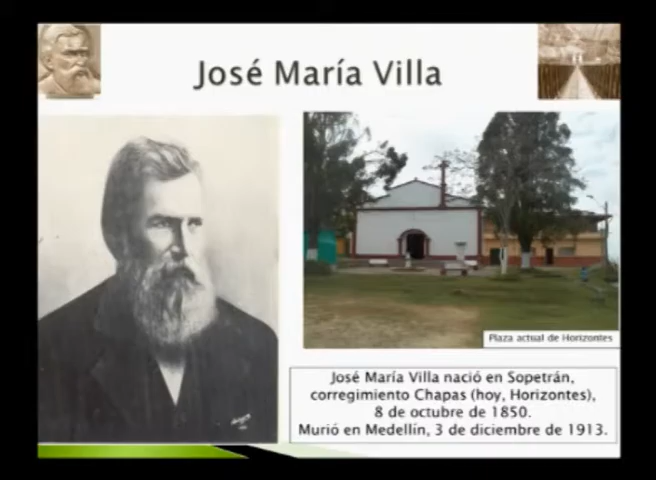 José María Villa
Plaza actual de Horizontes
José María Villa nació en Sopetrán,
corregimiento Chapas (hoy, Horizontes),
8 de octubre de 1850.
Murió en Medellín, 3 de diciembre de 1913.